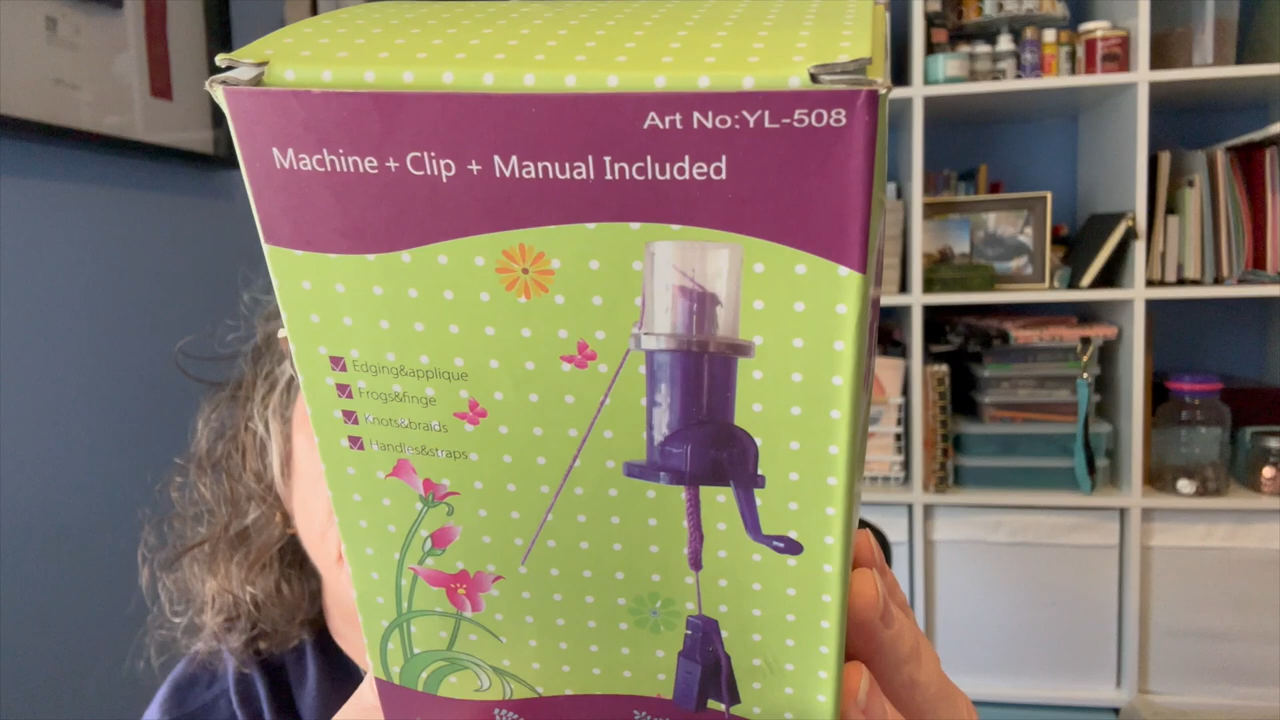 Art No:YL-508
Machine + Clip + Manual Included
Edging&applique
Frogs&finge
Knots&braids
Handles&straps